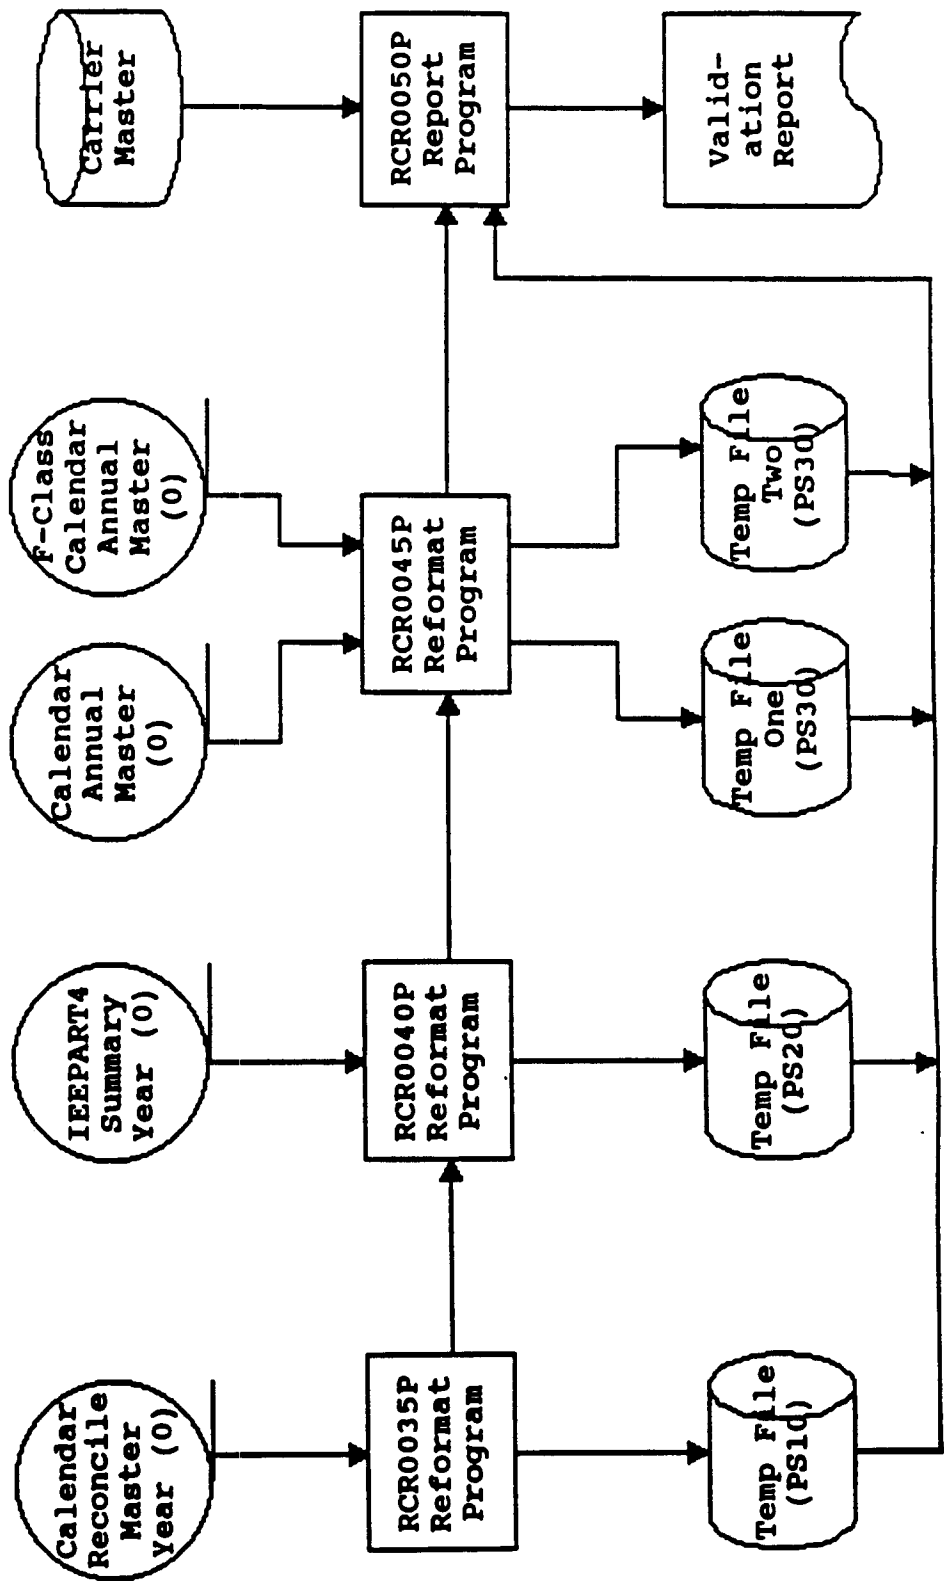 Calendar
Reconcile
Master
Year (0)
IEEPART4
Summary
Year (0)
Calendar
Annual
Master
(0)
F-Class
Calendar
Annual
Master
(0)
Carrier
Master
RCR0035P
Reformat
Program
RCR0040P
Reformat
Program
RCR0045P
Reformat
Program
RCR0050P
Report
Program
Temp File
(PS10)
Temp File
(PS20)
Temp File
One
(PS30)
Temp File
Two
(PS30)
Valid-
ation
Report